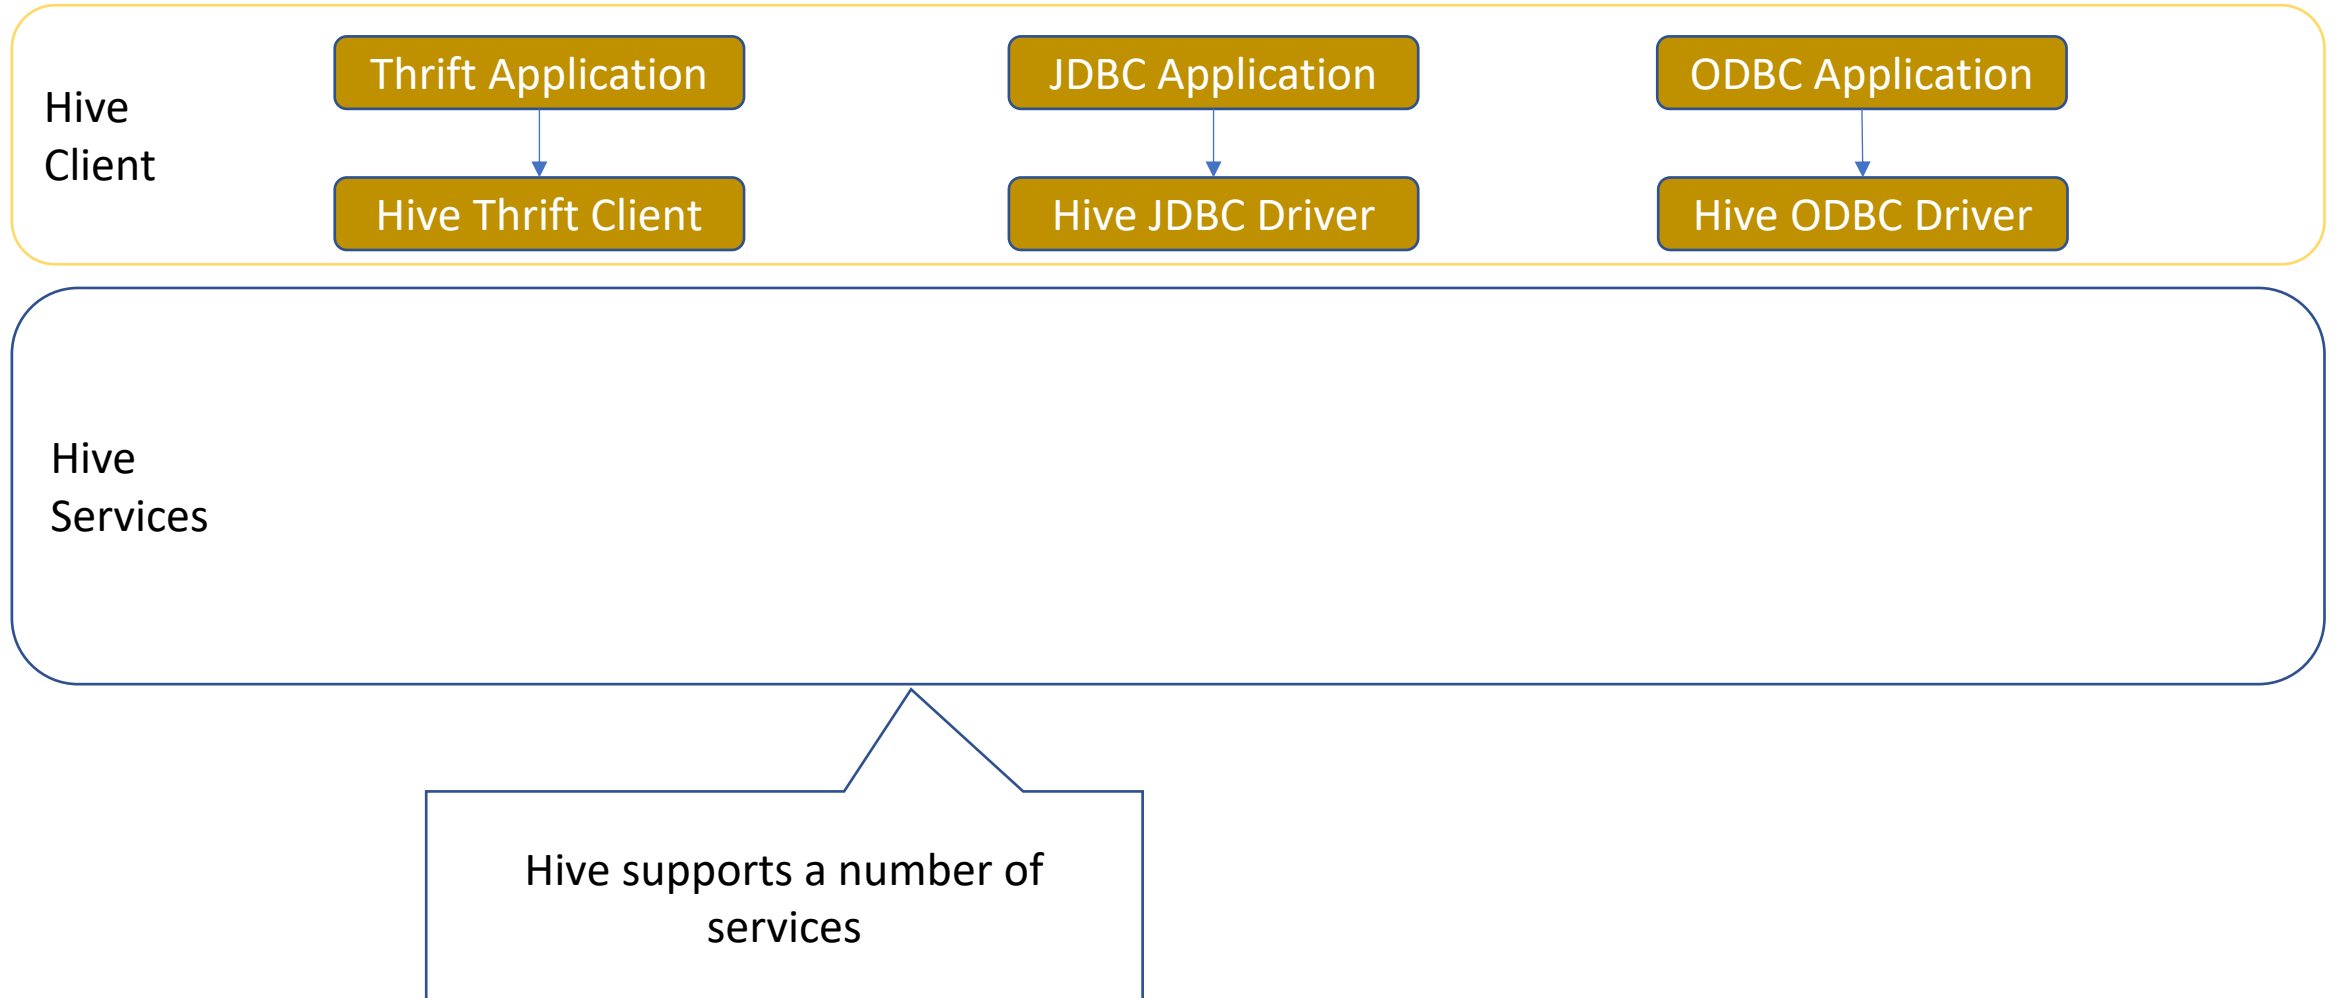 Thrift Application
JDBC Application
ODBC Application
Hive
Client
Hive Thrift Client
Hive JDBC Driver
Hive ODBC Driver
Hive
Services
Hive supports a number of
services